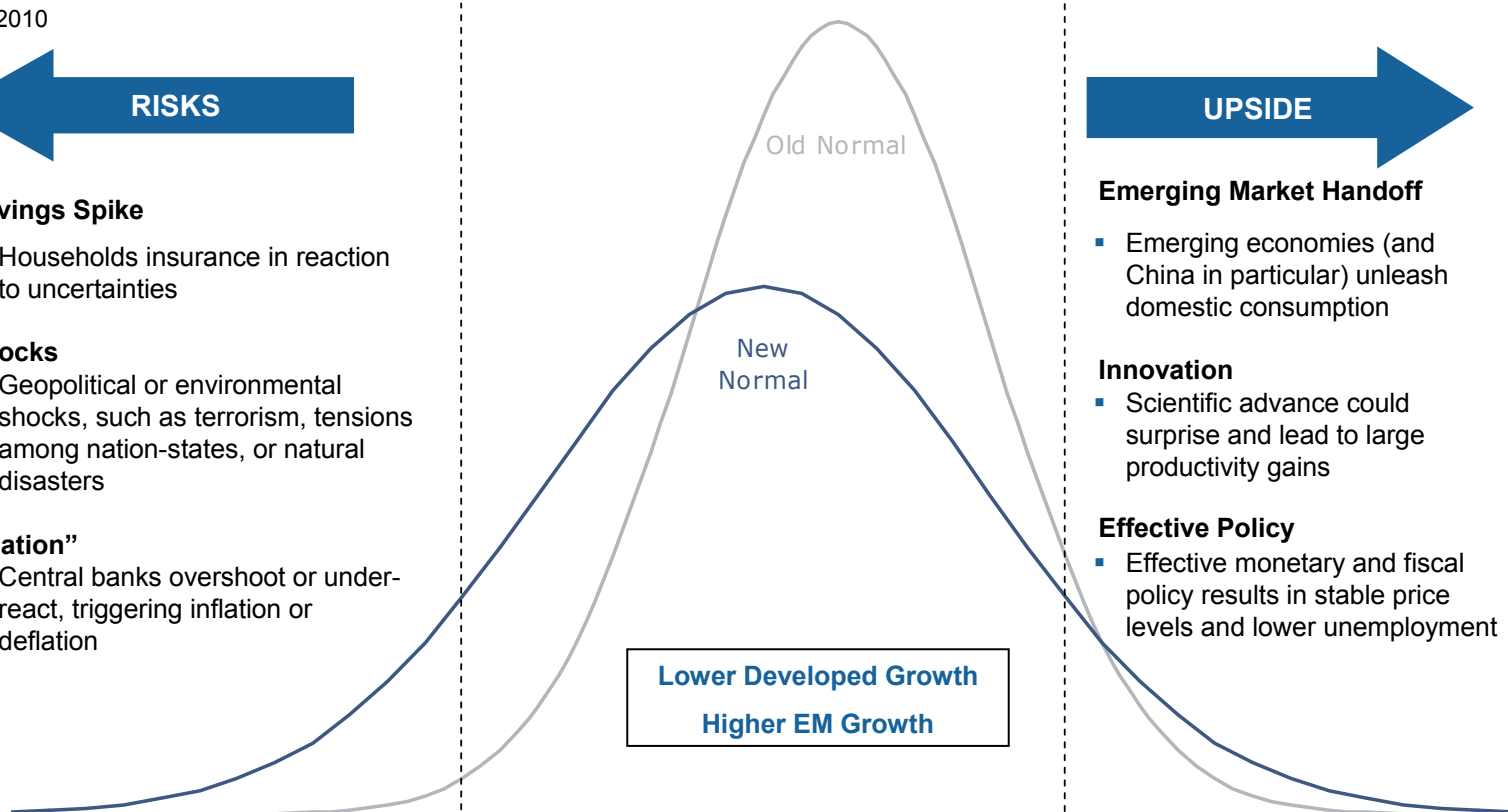 2010
RISKS
vings Spike
Households insurance in reaction
to uncertainties
ocks
Geopolitical or environmental
shocks, such as terrorism, tensions
among nation-states, or natural
disasters
ation”
Central banks overshoot or under-
react, triggering inflation or
deflation
Old Normal
New
Normal
Lower Developed Growth
Higher EM Growth
UPSIDE
Emerging Market Handoff
▪ Emerging economies (and
China in particular) unleash
domestic consumption
Innovation
▪ Scientific advance could
surprise and lead to large
productivity gains
Effective Policy
▪ Effective monetary and fiscal
policy results in stable price
levels and lower unemployment